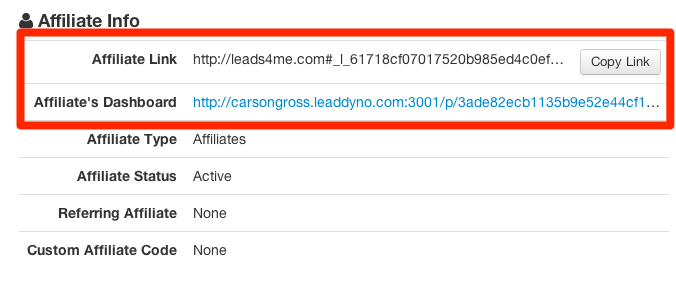 Affiliate Info
Affiliate Link http://leads4me.com#_l_61718cf07017520b985ed4c0ef… Copy Link
Affiliate's Dashboard http://carsongross.leaddyno.com:3001/p/3ade82ecb1135b9e52e44cf1...
Affiliate Type Affiliates
Affiliate Status Active
Referring Affiliate None
Custom Affiliate Code None